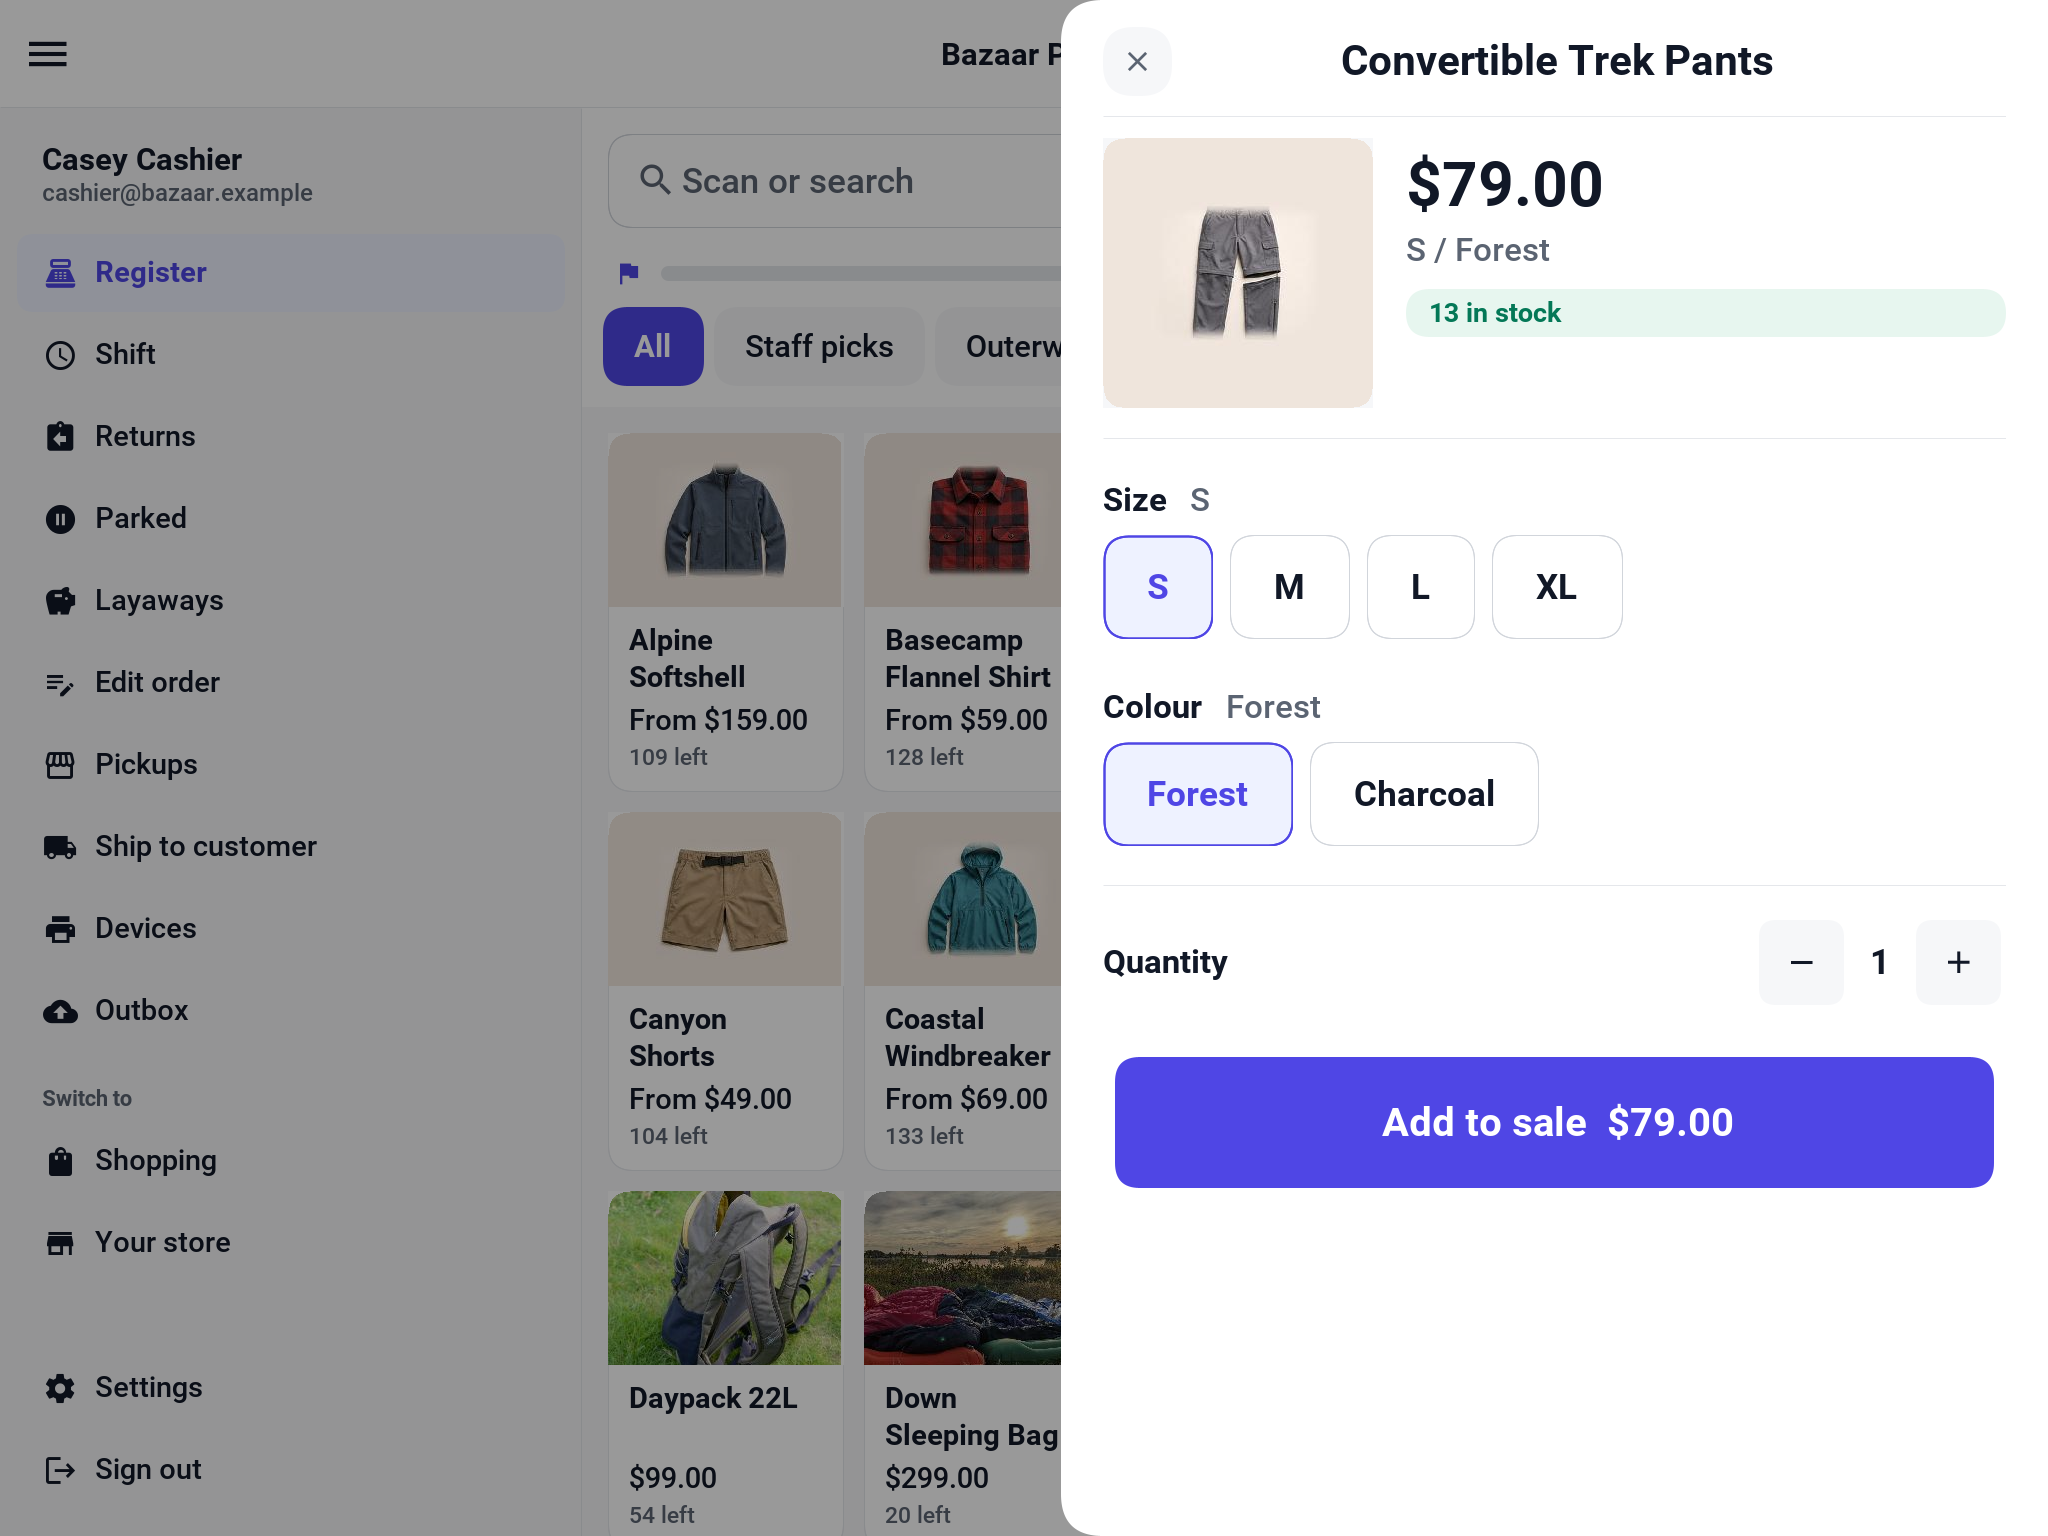 Bazaar
Casey Cashier
cashier@bazaar.example
Register
Shift
Returns
Parked
Layaways
Edit order
Pickups
Ship to customer
Devices
Outbox
Switch to
Shopping
Your store
Settings
Sign out
Scan or search
All
Staff picks
Alpine
Softshell
From $159.00
109 left
Basecamp
Flannel Shirt
From $59.00
128 left
Canyon
Shorts
From $49.00
104 left
Coastal
Windbreaker
From $69.00
133 left
Daypack 22L
$99.00
54 left
Down
Sleeping Bag
$299.00
20 left
Convertible Trek Pants
$79.00
S / Forest
13 in stock
Size S
S
M
L
XL
Colour Forest
Forest
Charcoal
Quantity
1
Add to sale $79.00